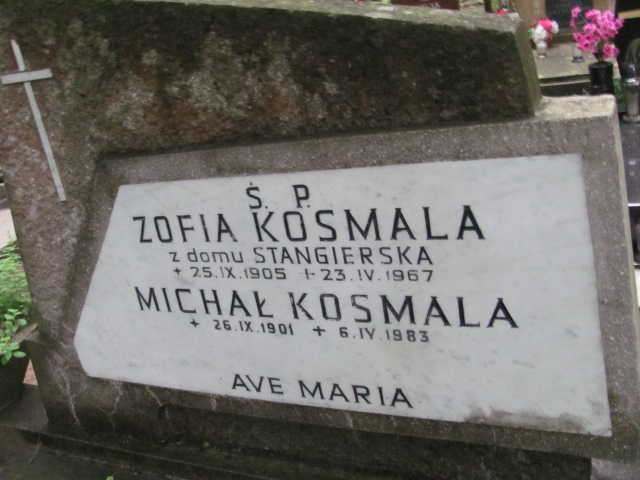 Ś. P.
ZOFIA KOSMALA
z domu STANGIERSKA
+25.IX.1905 +23.IV.1967
MICHAŁ KOSMALA
+26.IX.1901 +6.IV.1983
AVE MARIA